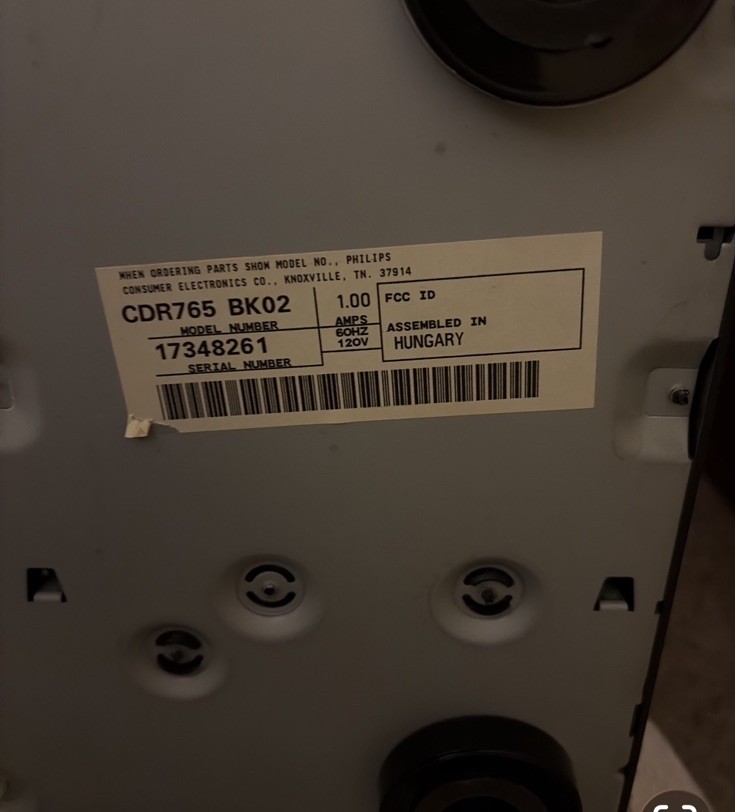 WHEN ORDERING PARTS SHOW MODEL NO., PHILIPS
CONSUMER ELECTRONICS CO., KNOXVILLE, TN. 37914
CDR765 BK02
MODEL NUMBER
17348261
SERIAL NUMBER
1.00
AMPS
60HZ
120V
FCC ID
ASSEMBLED IN
HUNGARY